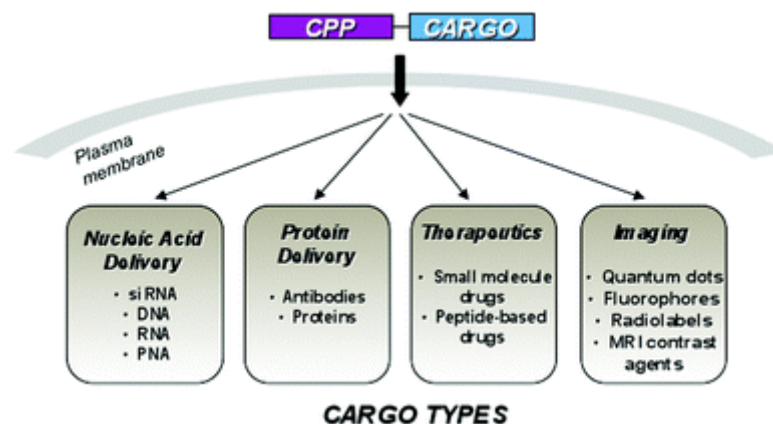 CPP
CARGO
Plasma
membrane
Nucleic Acid
Delivery
• siRNA
• DNA
• RNA
• PNA
Protein
Delivery
• Antibodies
• Proteins
Therapeutics
• Small molecule
drugs
• Peptide-based
drugs
Imaging
• Quantum dots
• Fluorophores
• Radiolabels
• MRI contrast
agents
CARGO TYPES